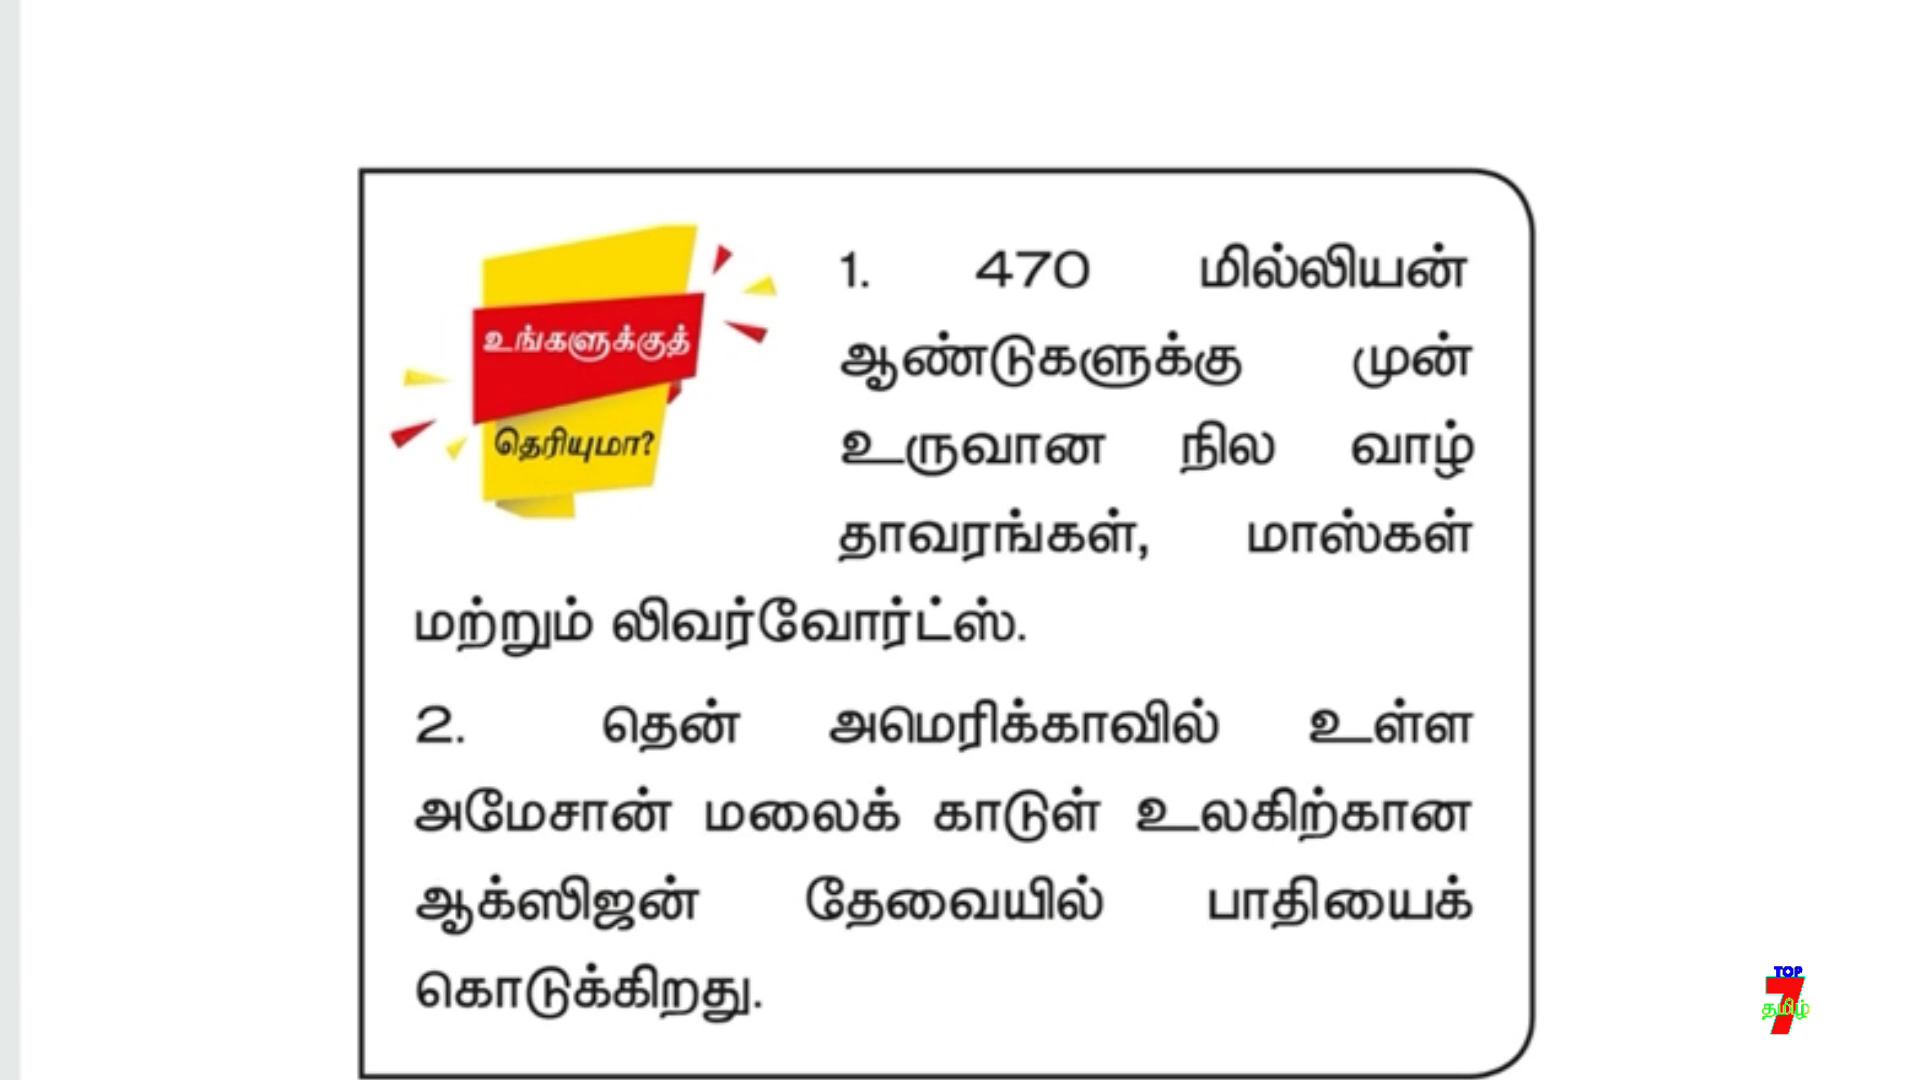 உங்களுக்குத்
தெரியுமா?
1. 470 மில்லியன்
ஆண்டுகளுக்கு முன்
உருவான நில வாழ்
தாவரங்கள், மாஸ்கள்
மற்றும் லிவர்வோர்ட்ஸ்.
2. தென் அமெரிக்காவில் உள்ள
அமேசான் மலைக் காடுள் உலகிற்கான
ஆக்ஸிஜன் தேவையில் பாதியைக்
கொடுக்கிறது.
TOP
7
தமிழ்